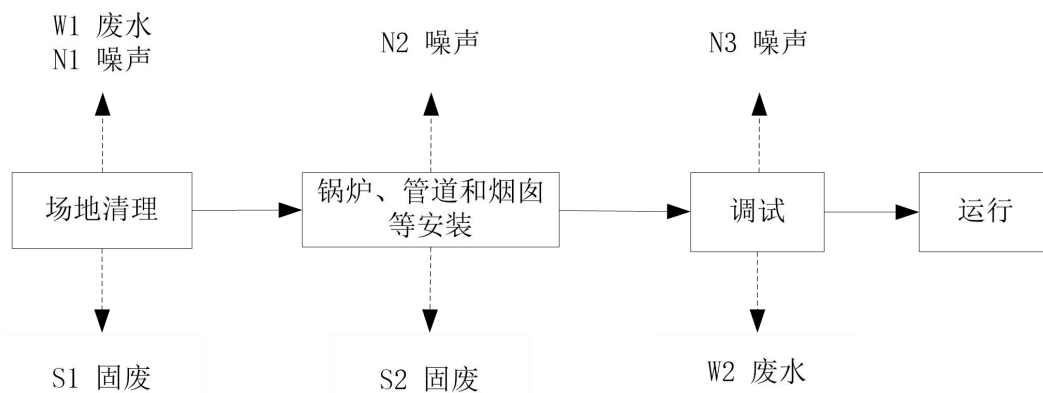 W1 废水
N1 噪声
N2 噪声
N3 噪声
场地清理
锅炉、管道和烟囱
等安装
调试
运行
S1 固废
S2 固废
W2 废水